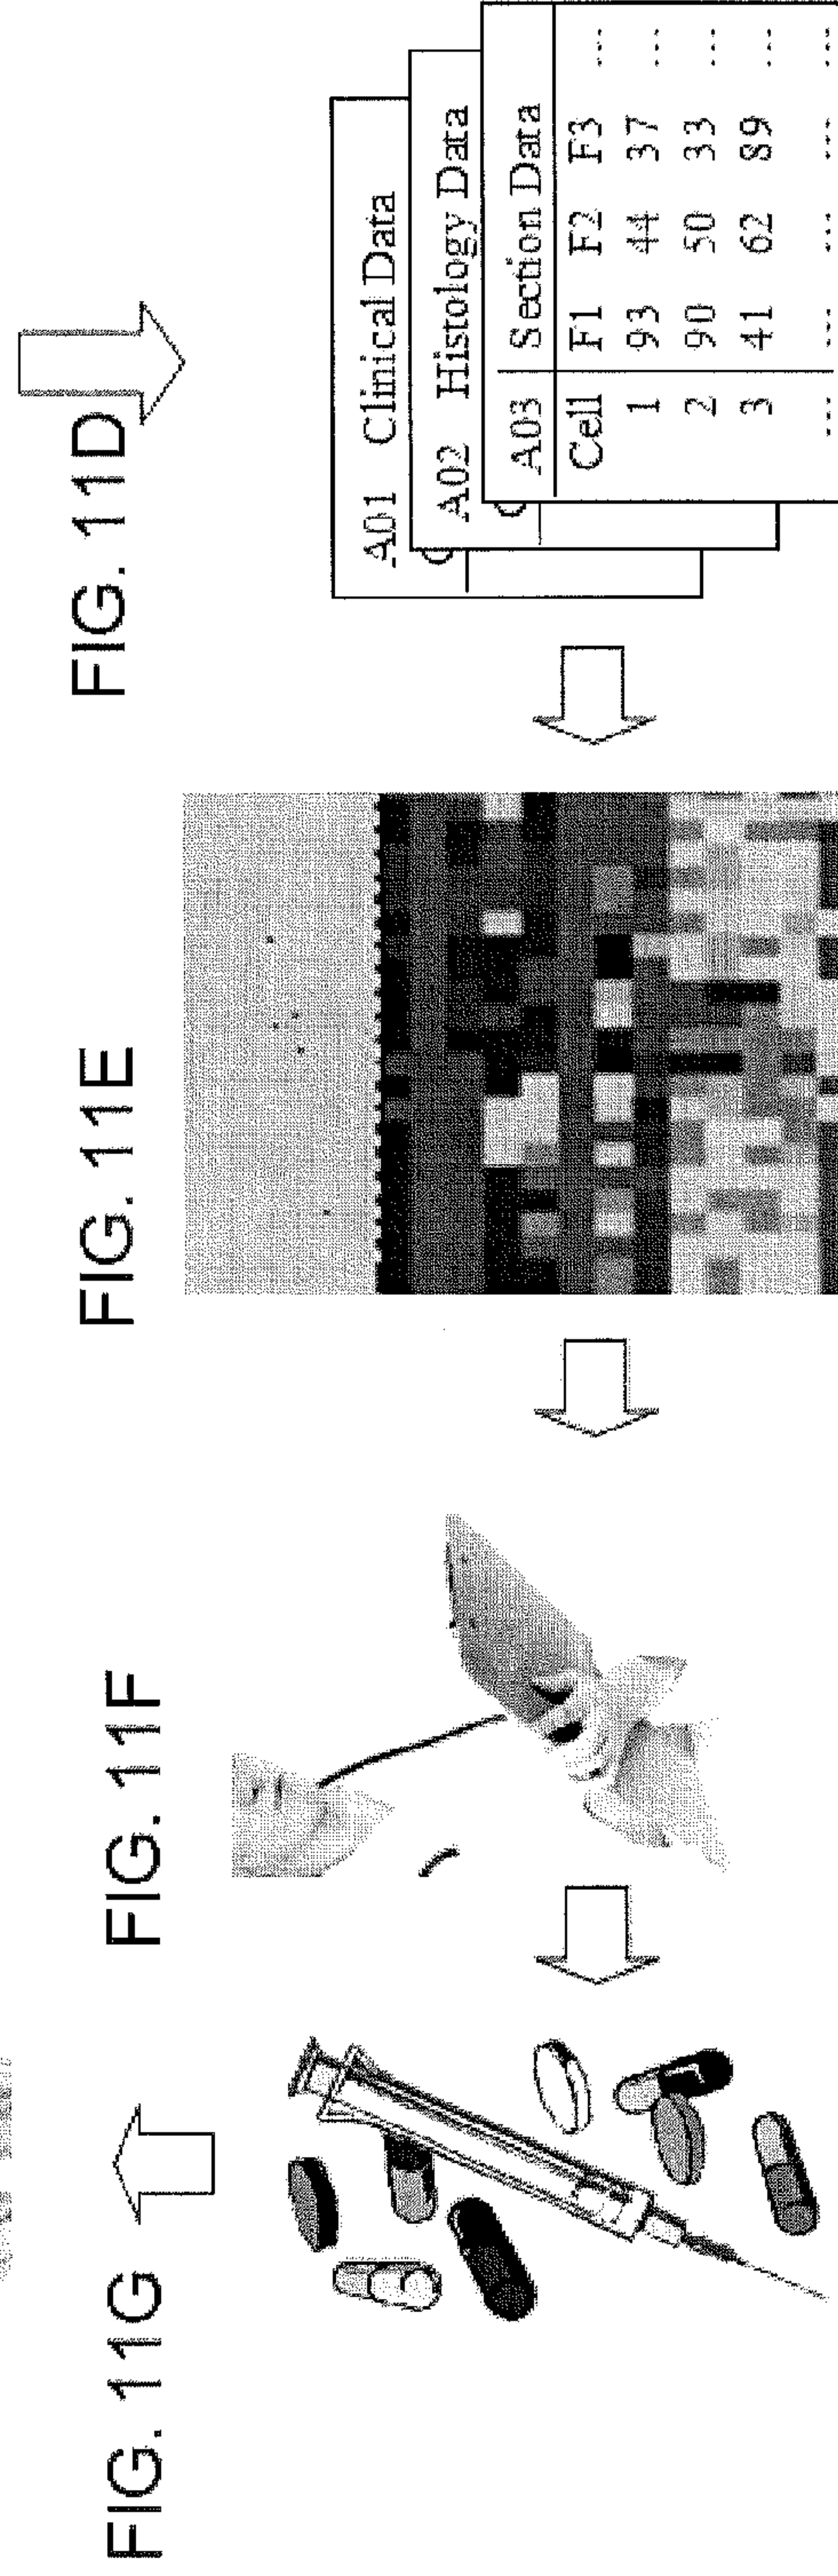 FIG. 11G
FIG. 11F
FIG. 11E
FIG. 11D
A01 Clinical Data
A02 Histology Data
A03 Section Data
Cell F1 F2 F3 ...
1 93 44 37 ...
2 90 50 33 ...
3 41 62 89 ...
... ... ... ...